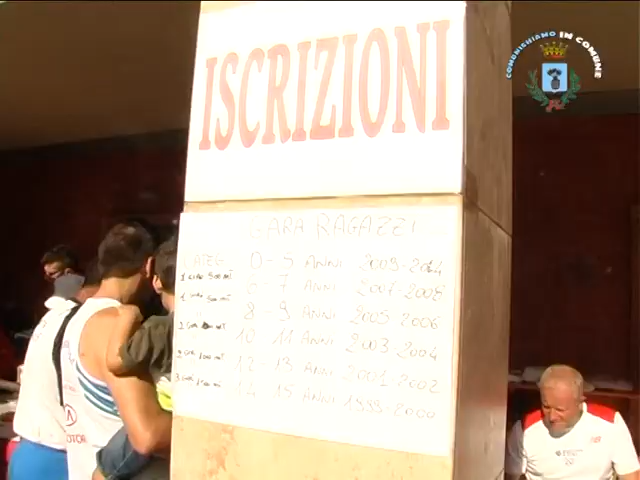 COMUNICHIAMO IN COMUNE
ISCRIZIONI
GARA RAGAZZI
CATEG. 0 - 5 ANNI 2009-2014
6 - 7 ANNI 2007-2008
8 - 9 ANNI 2005-2006
10 - 11 ANNI 2003-2004
12 - 13 ANNI 2001-2002
14 - 15 ANNI 1999-2000